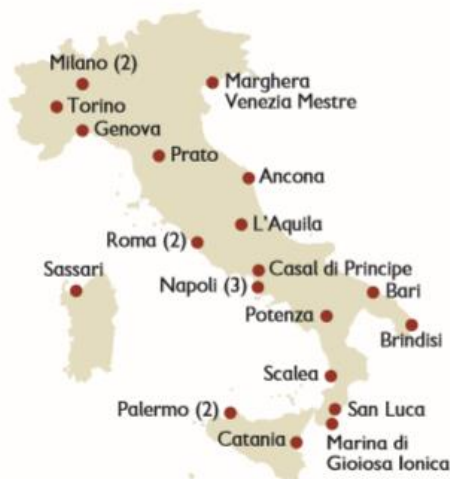 Milano (2)
Marghera
Venezia Mestre
Torino
Genova
Prato
Ancona
L'Aquila
Roma (2)
Casal di Principe
Sassari
Napoli (3)
Bari
Potenza
Brindisi
Scalea
Palermo (2)
San Luca
Catania
Marina di
Gioiosa Ionica